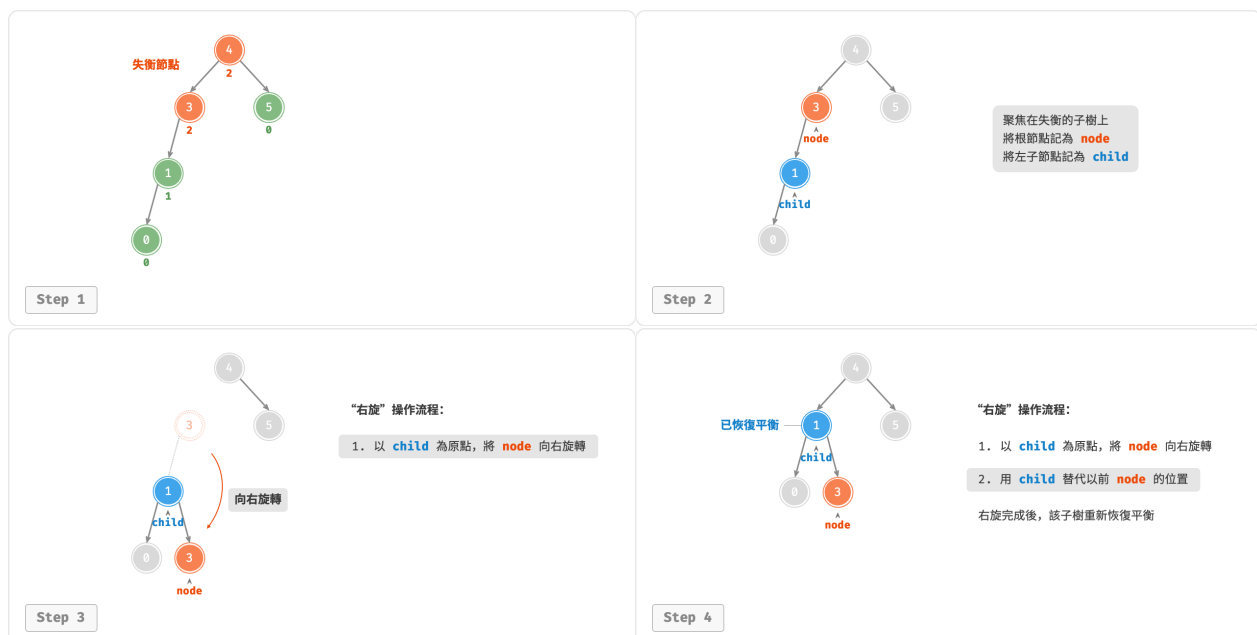 4
失衡節點
2
3
5
2
0
1
1
0
0
Step 1
4
3
5
node
1
child
0
聚焦在失衡的子樹上
將根節點記為 node
將左子節點記為 child
Step 2
4
3
5
1
child
向右旋轉
0
3
node
“右旋”操作流程：
1. 以 child 為原點，將 node 向右旋轉
Step 3
4
已恢復平衡
1
5
child
0
3
node
“右旋”操作流程：
1. 以 child 為原點，將 node 向右旋轉
2. 用 child 替代以前 node 的位置
右旋完成後，該子樹重新恢復平衡
Step 4